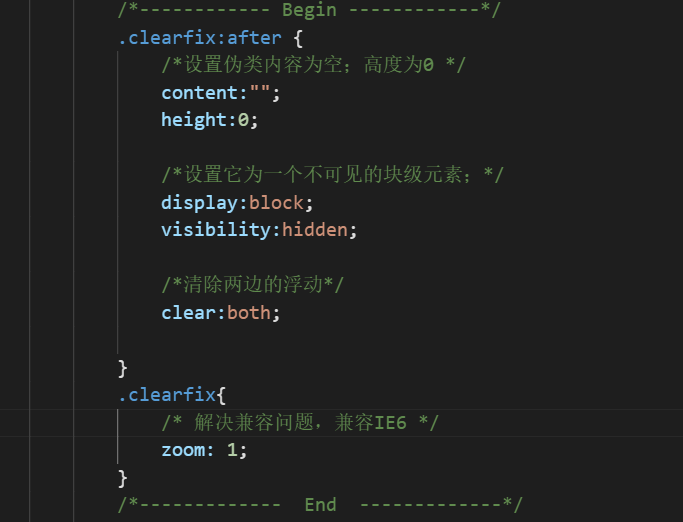 /*------------ Begin ------------*/
.clearfix:after {
/*设置伪类内容为空；高度为0 */
content:"";
height:0;
/*设置它为一个不可见的块级元素；*/
display:block;
visibility:hidden;
/*清除两边的浮动*/
clear:both;
}
.clearfix{
/* 解决兼容问题，兼容IE6 */
zoom: 1;
}
/*-------------  End  -------------*/